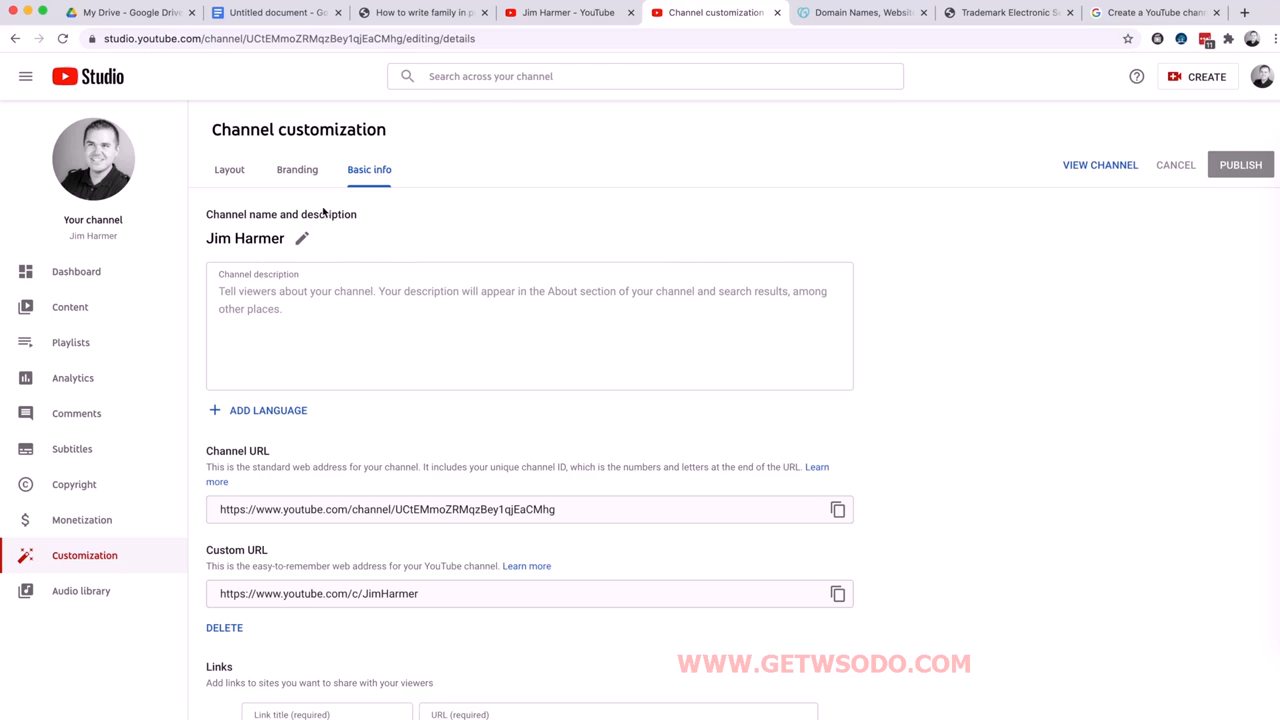 My Drive - Google Drive
Untitled document - Go
How to write family in p
Jim Harmer - YouTube
Channel customization
Domain Names, Website
Trademark Electronic Se
Create a YouTube chann
studio.youtube.com/channel/UCtEMmoZRMqzBey1qjEaCMhg/editing/details
11
Studio
Search across your channel
CREATE
Channel customization
Layout
Branding
Basic info
VIEW CHANNEL
CANCEL
PUBLISH
Your channel
Jim Harmer
Dashboard
Content
Playlists
Analytics
Comments
Subtitles
Copyright
Monetization
Customization
Audio library
Channel name and description
Jim Harmer
Channel description
Tell viewers about your channel. Your description will appear in the About section of your channel and search results, among
other places.
ADD LANGUAGE
Channel URL
This is the standard web address for your channel. It includes your unique channel ID, which is the numbers and letters at the end of the URL. Learn
more
https://www.youtube.com/channel/UCtEMmoZRMqzBey1qjEaCMhg
Custom URL
This is the easy-to-remember web address for your YouTube channel. Learn more
https://www.youtube.com/c/JimHarmer
DELETE
WWW.GETWSODO.COM
Links
Add links to sites you want to share with your viewers
Link title (required)
URL (required)